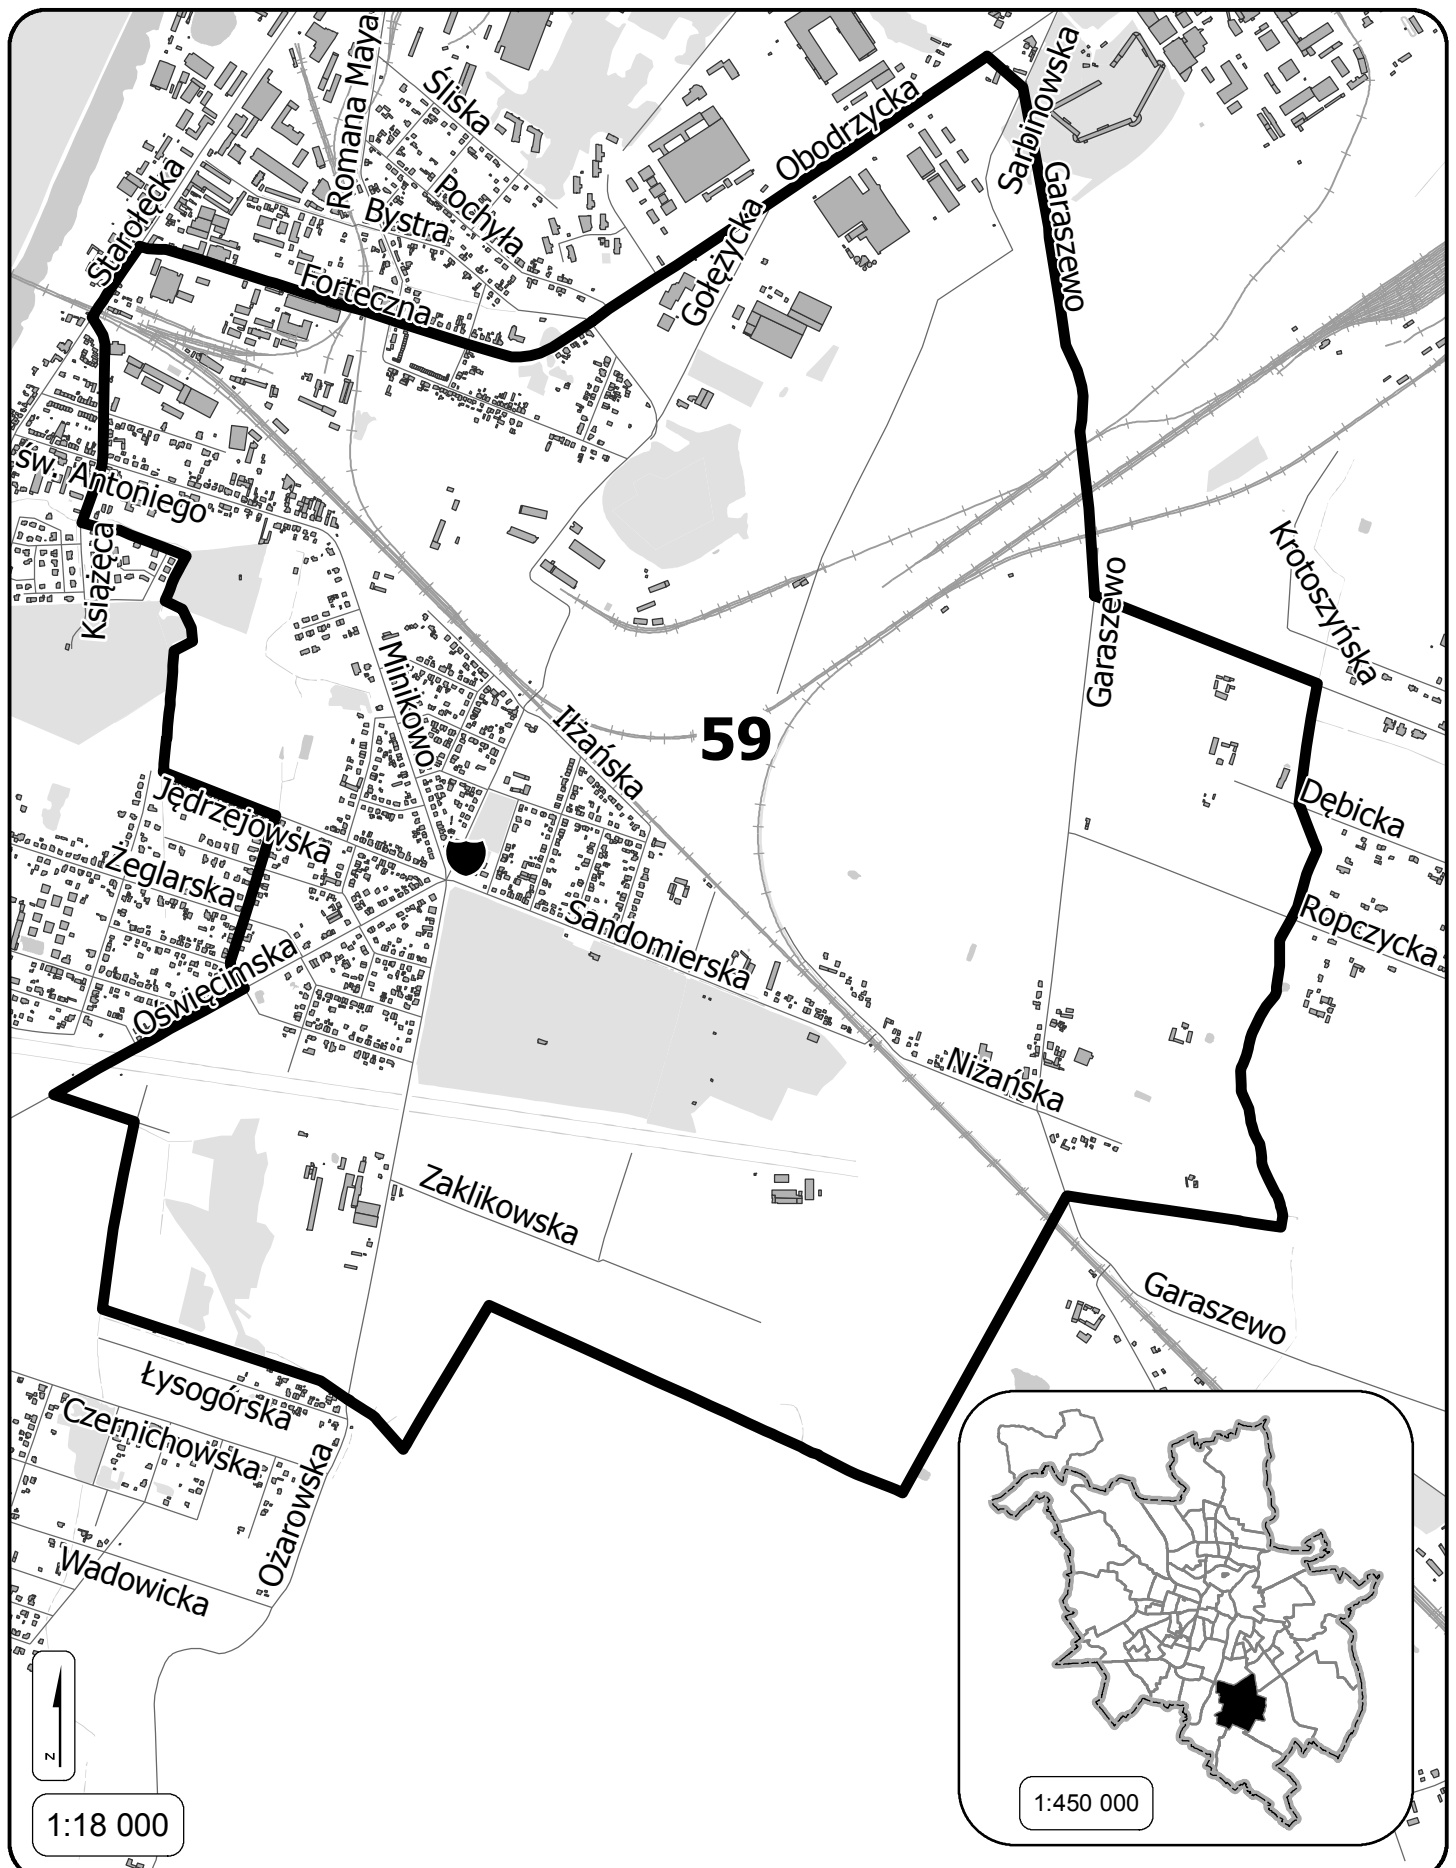 Romana Maya
Śliska
Sarbinowska
Obodrzycka
Starołęcka
Pochyła
Bystra
Garaszewo
Gołężycka
Forteczna
św. Antoniego
Książęca
Krotoszyńska
Garaszewo
Minikowo
Iłżańska
59
Jędrzejowska
Dębicka
Żeglarska
Sandomierska
Ropczycka
Oświęcimska
Niżańska
Zaklikowska
Garaszewo
Łysogórska
Czernichowska
Ożarowska
Wadowicka
N
1:18 000
1:450 000